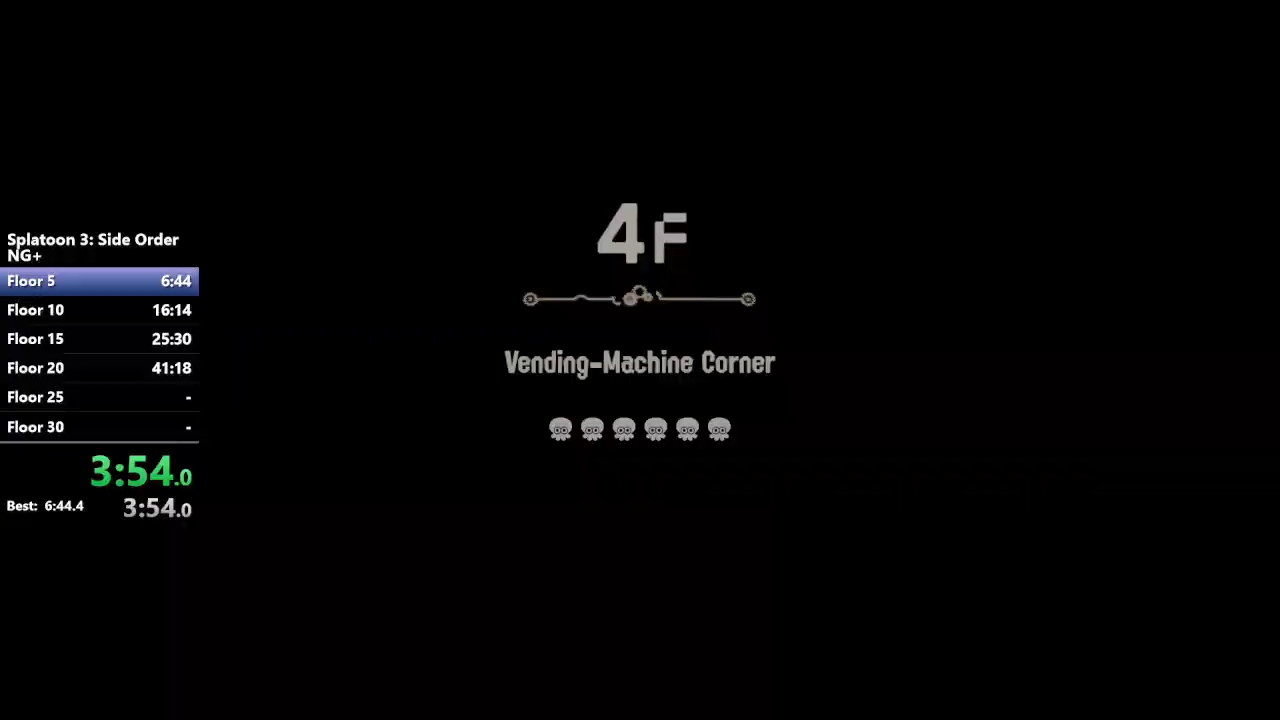 Splatoon 3: Side Order
NG+
Floor 5 6:44
Floor 10 16:14
Floor 15 25:30
Floor 20 41:18
Floor 25 -
Floor 30 -
3:54.0
Best: 6:44.4 3:54.0
4F
Vending-Machine Corner